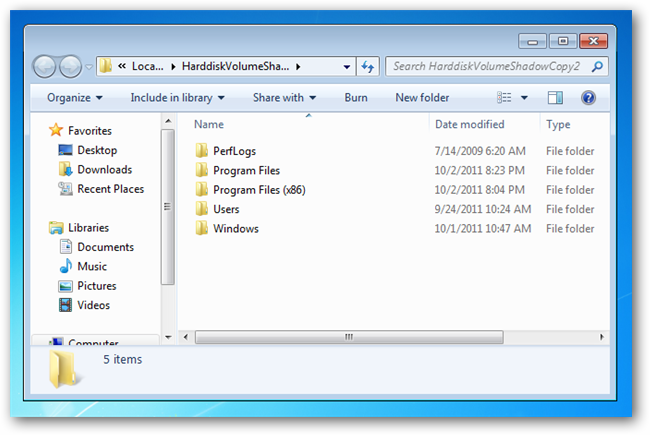 « Loca... ▸ HarddiskVolumeSha... ▸ Search HarddiskVolumeShadowCopy2
Organize Include in library Share with Burn New folder
Favorites
Desktop
Downloads
Recent Places
Libraries
Documents
Music
Pictures
Videos
Computer
Name Date modified Type
PerfLogs 7/14/2009 6:20 AM File folder
Program Files 10/2/2011 8:23 PM File folder
Program Files (x86) 10/2/2011 8:04 PM File folder
Users 9/24/2011 10:24 AM File folder
Windows 10/1/2011 10:47 AM File folder
5 items